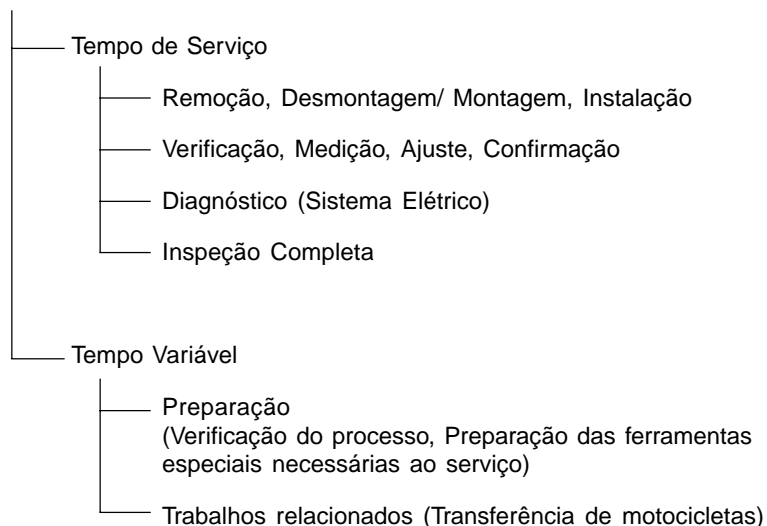 Tempo de Serviço
Remoção, Desmontagem/ Montagem, Instalação
Verificação, Medição, Ajuste, Confirmação
Diagnóstico (Sistema Elétrico)
Inspeção Completa
Tempo Variável
Preparação
(Verificação do processo, Preparação das ferramentas
especiais necessárias ao serviço)
Trabalhos relacionados (Transferência de motocicletas)